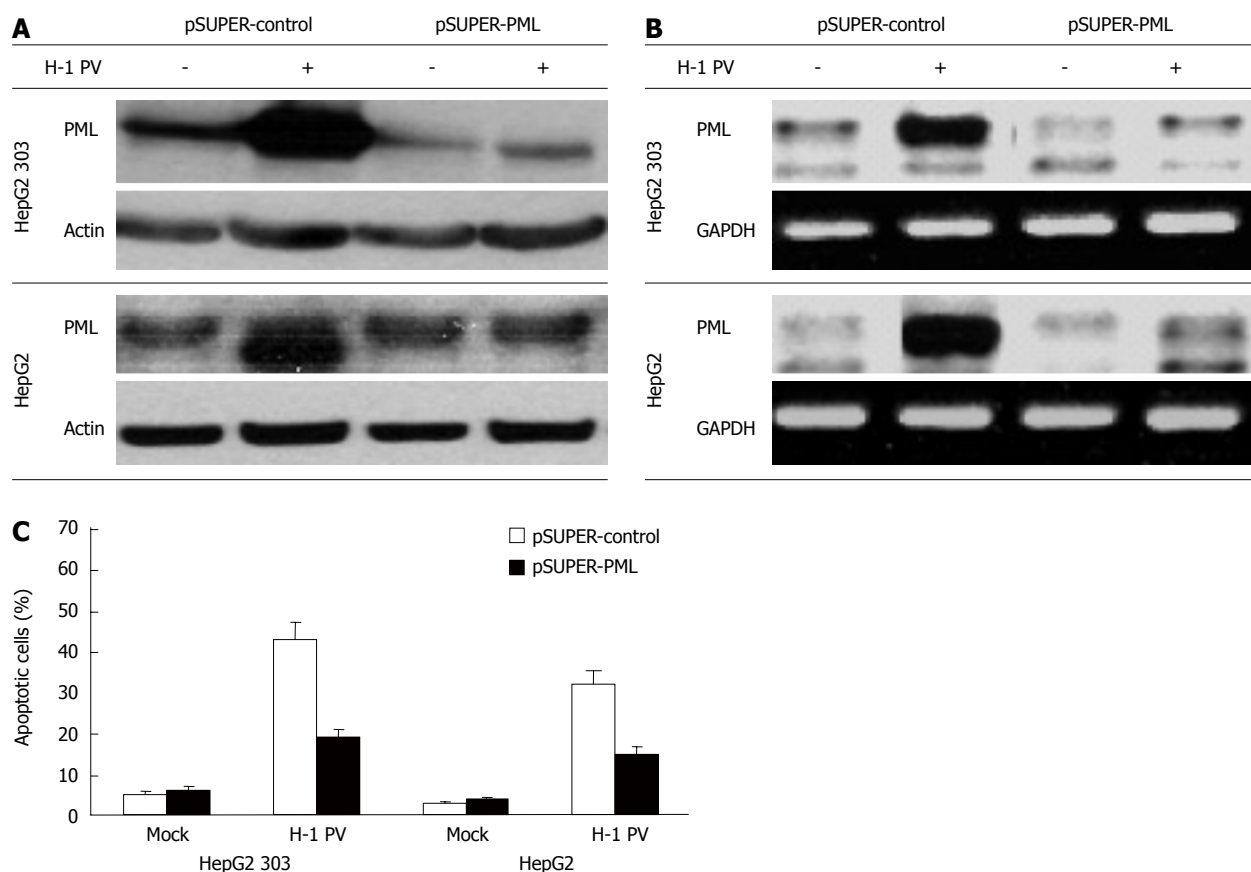 A pSUPER-control pSUPER-PML
H-1 PV - + - +
HepG2 303
PML
Actin
HepG2
PML
Actin
B pSUPER-control pSUPER-PML
H-1 PV - + - +
HepG2 303
PML
GAPDH
HepG2
PML
GAPDH
C
Apoptotic cells (%)
70
60
50
40
30
20
10
0
pSUPER-control
pSUPER-PML
Mock H-1 PV Mock H-1 PV
HepG2 303 HepG2